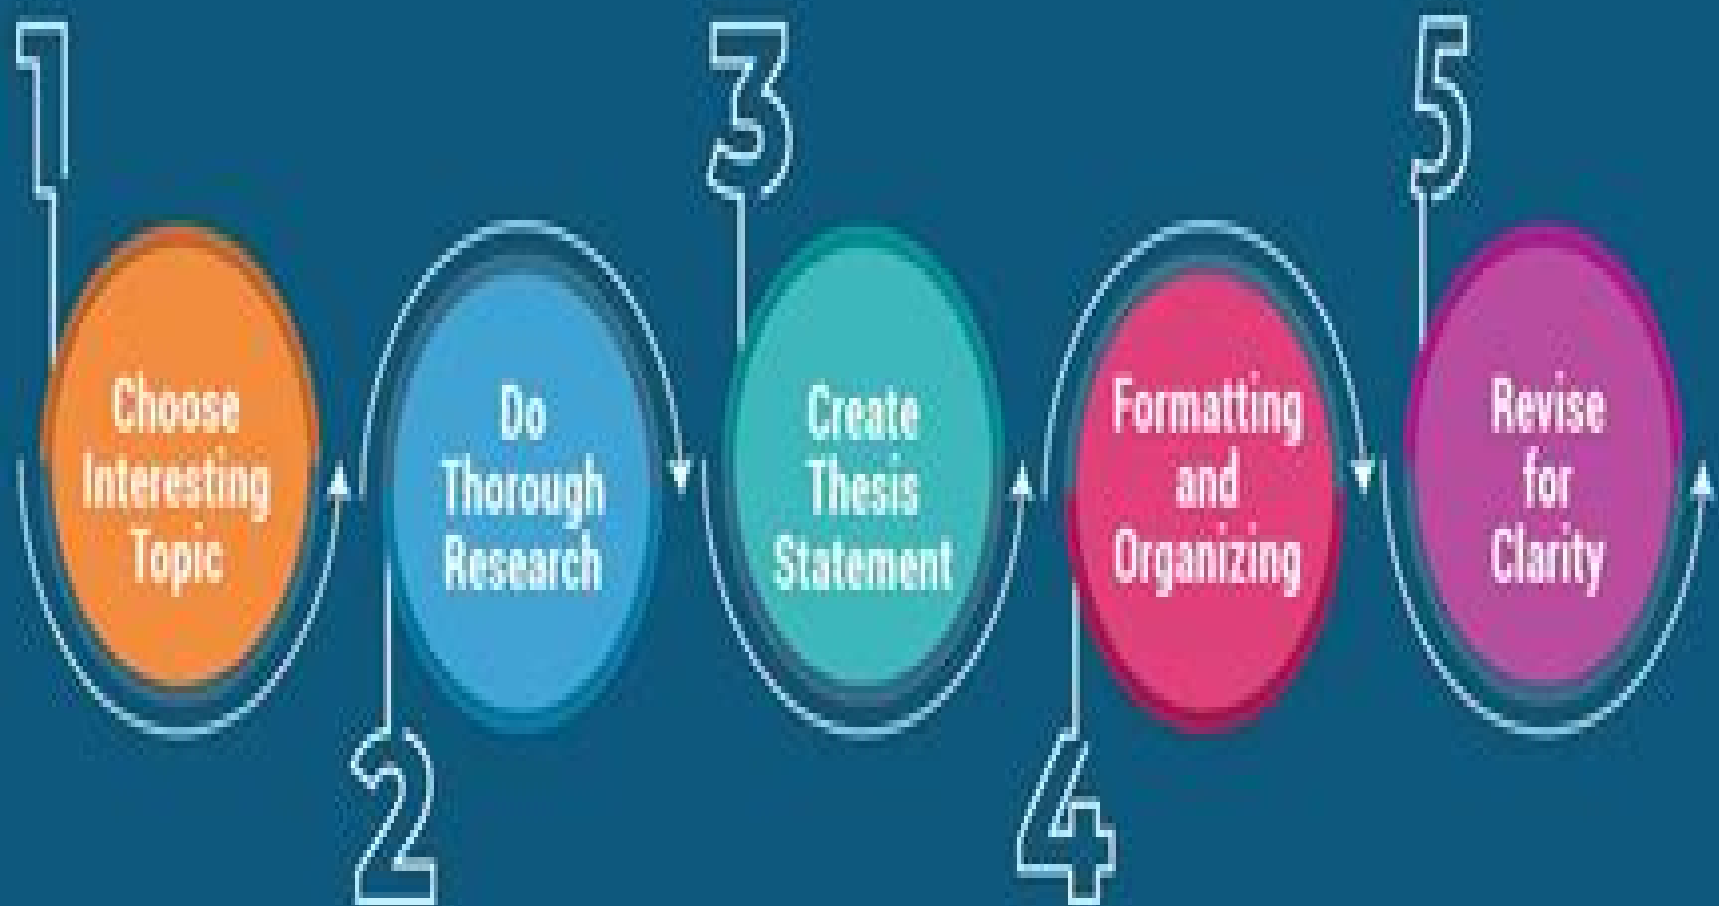 1
Choose
Interesting
Topic
2
Do
Thorough
Research
3
Create
Thesis
Statement
4
Formatting
and
Organizing
5
Revise
for
Clarity